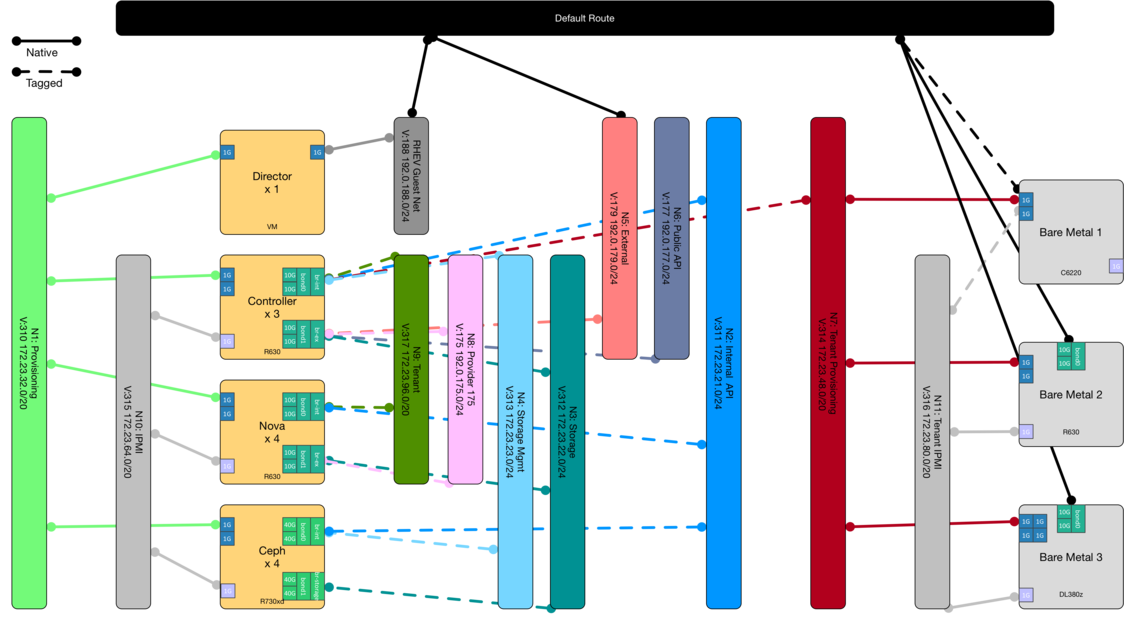 Default Route
Native
Tagged
N1: Provisioning
V:310 172.23.32.0/20
N10: IPMI
V:315 172.23.64.0/20
1G
1G
Director
x 1
VM
1G
1G
10G
10G
bond0
br-int
Controller
x 3
10G
10G
bond1
br-ex
1G
R630
1G
1G
10G
10G
bond0
br-int
Nova
x 4
10G
10G
bond1
br-ex
1G
R630
1G
1G
40G
40G
bond0
br-int
Ceph
x 4
40G
40G
bond1
br-storage
1G
R730xd
RHEV Guest Net
V:188 192.0.188.0/24
N9: Tenant
V:317 172.23.96.0/20
N8: Provider 175
V:175 192.0.175.0/24
N4: Storage Mgmt
V:313 172.23.23.0/24
N3: Storage
V:312 172.23.22.0/24
N5: External
V:179 192.0.179.0/24
N6: Public API
V:177 192.0.177.0/24
N2: Internal API
V:311 172.23.21.0/24
N7: Tenant Provisioning
V:314 172.23.48.0/20
N11: Tenant IPMI
V:316 172.23.80.0/20
1G
1G
Bare Metal 1
1G
C6220
10G
10G
bond0
1G
1G
Bare Metal 2
1G
R630
10G
10G
bond0
1G
1G
1G
1G
Bare Metal 3
1G
DL380z